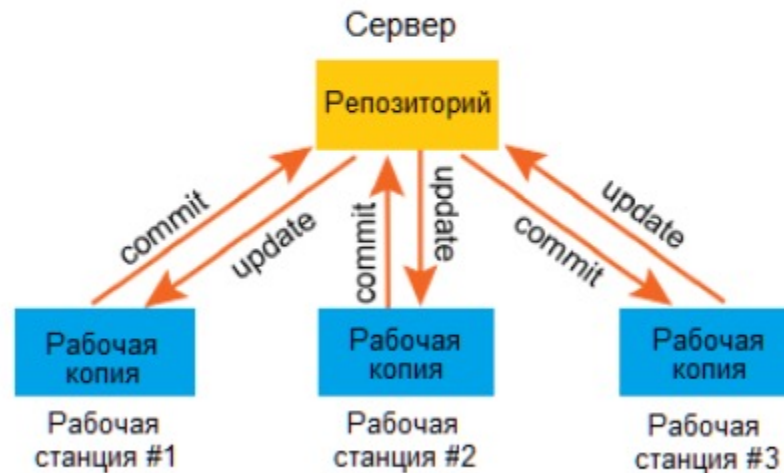 Сервер
Репозиторий
commit
update
commit
update
commit
update
Рабочая
копия
Рабочая
копия
Рабочая
копия
Рабочая
станция #1
Рабочая
станция #2
Рабочая
станция #3